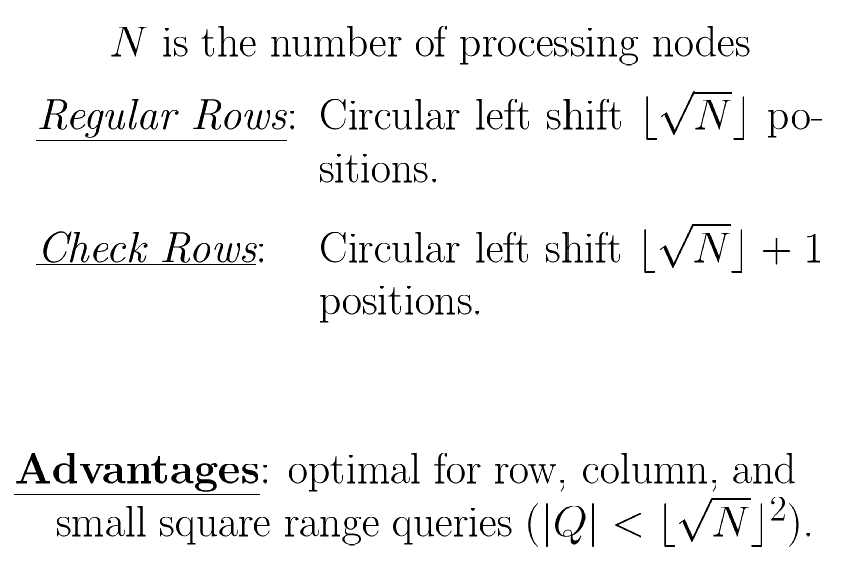 N is the number of processing nodes
Regular Rows: Circular left shift ⌊√N⌋ po-
sitions.
Check Rows: Circular left shift ⌊√N⌋ + 1
positions.
Advantages: optimal for row, column, and
small square range queries (|Q| < ⌊√N⌋²).